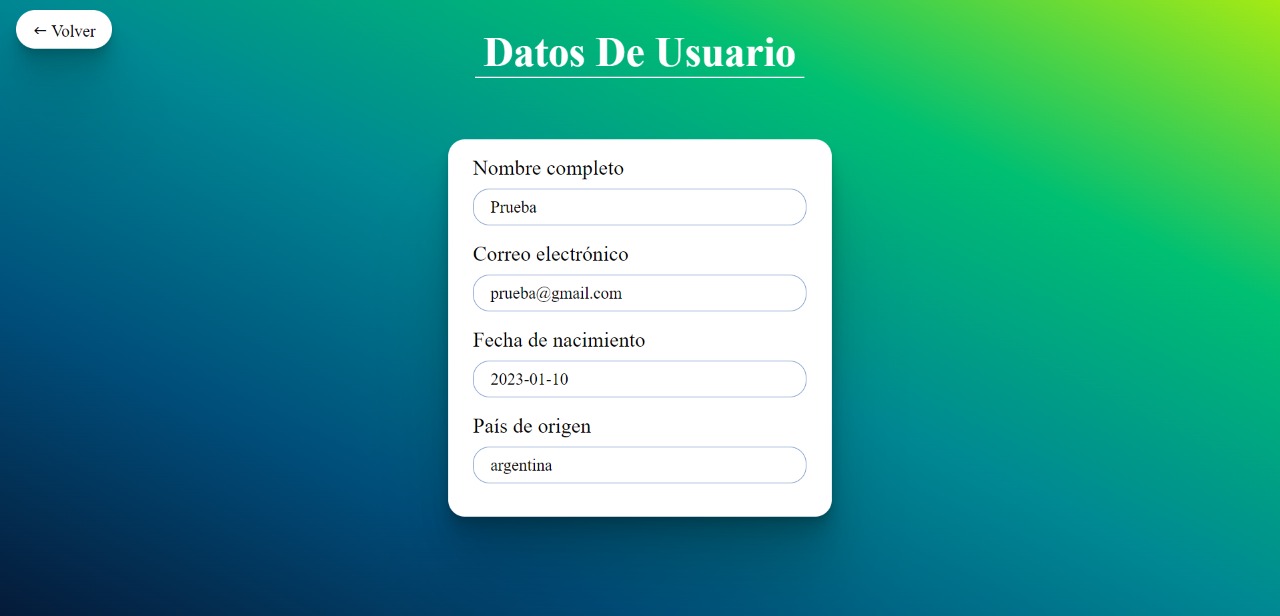 ← Volver
Datos De Usuario
Nombre completo
Prueba
Correo electrónico
prueba@gmail.com
Fecha de nacimiento
2023-01-10
País de origen
argentina